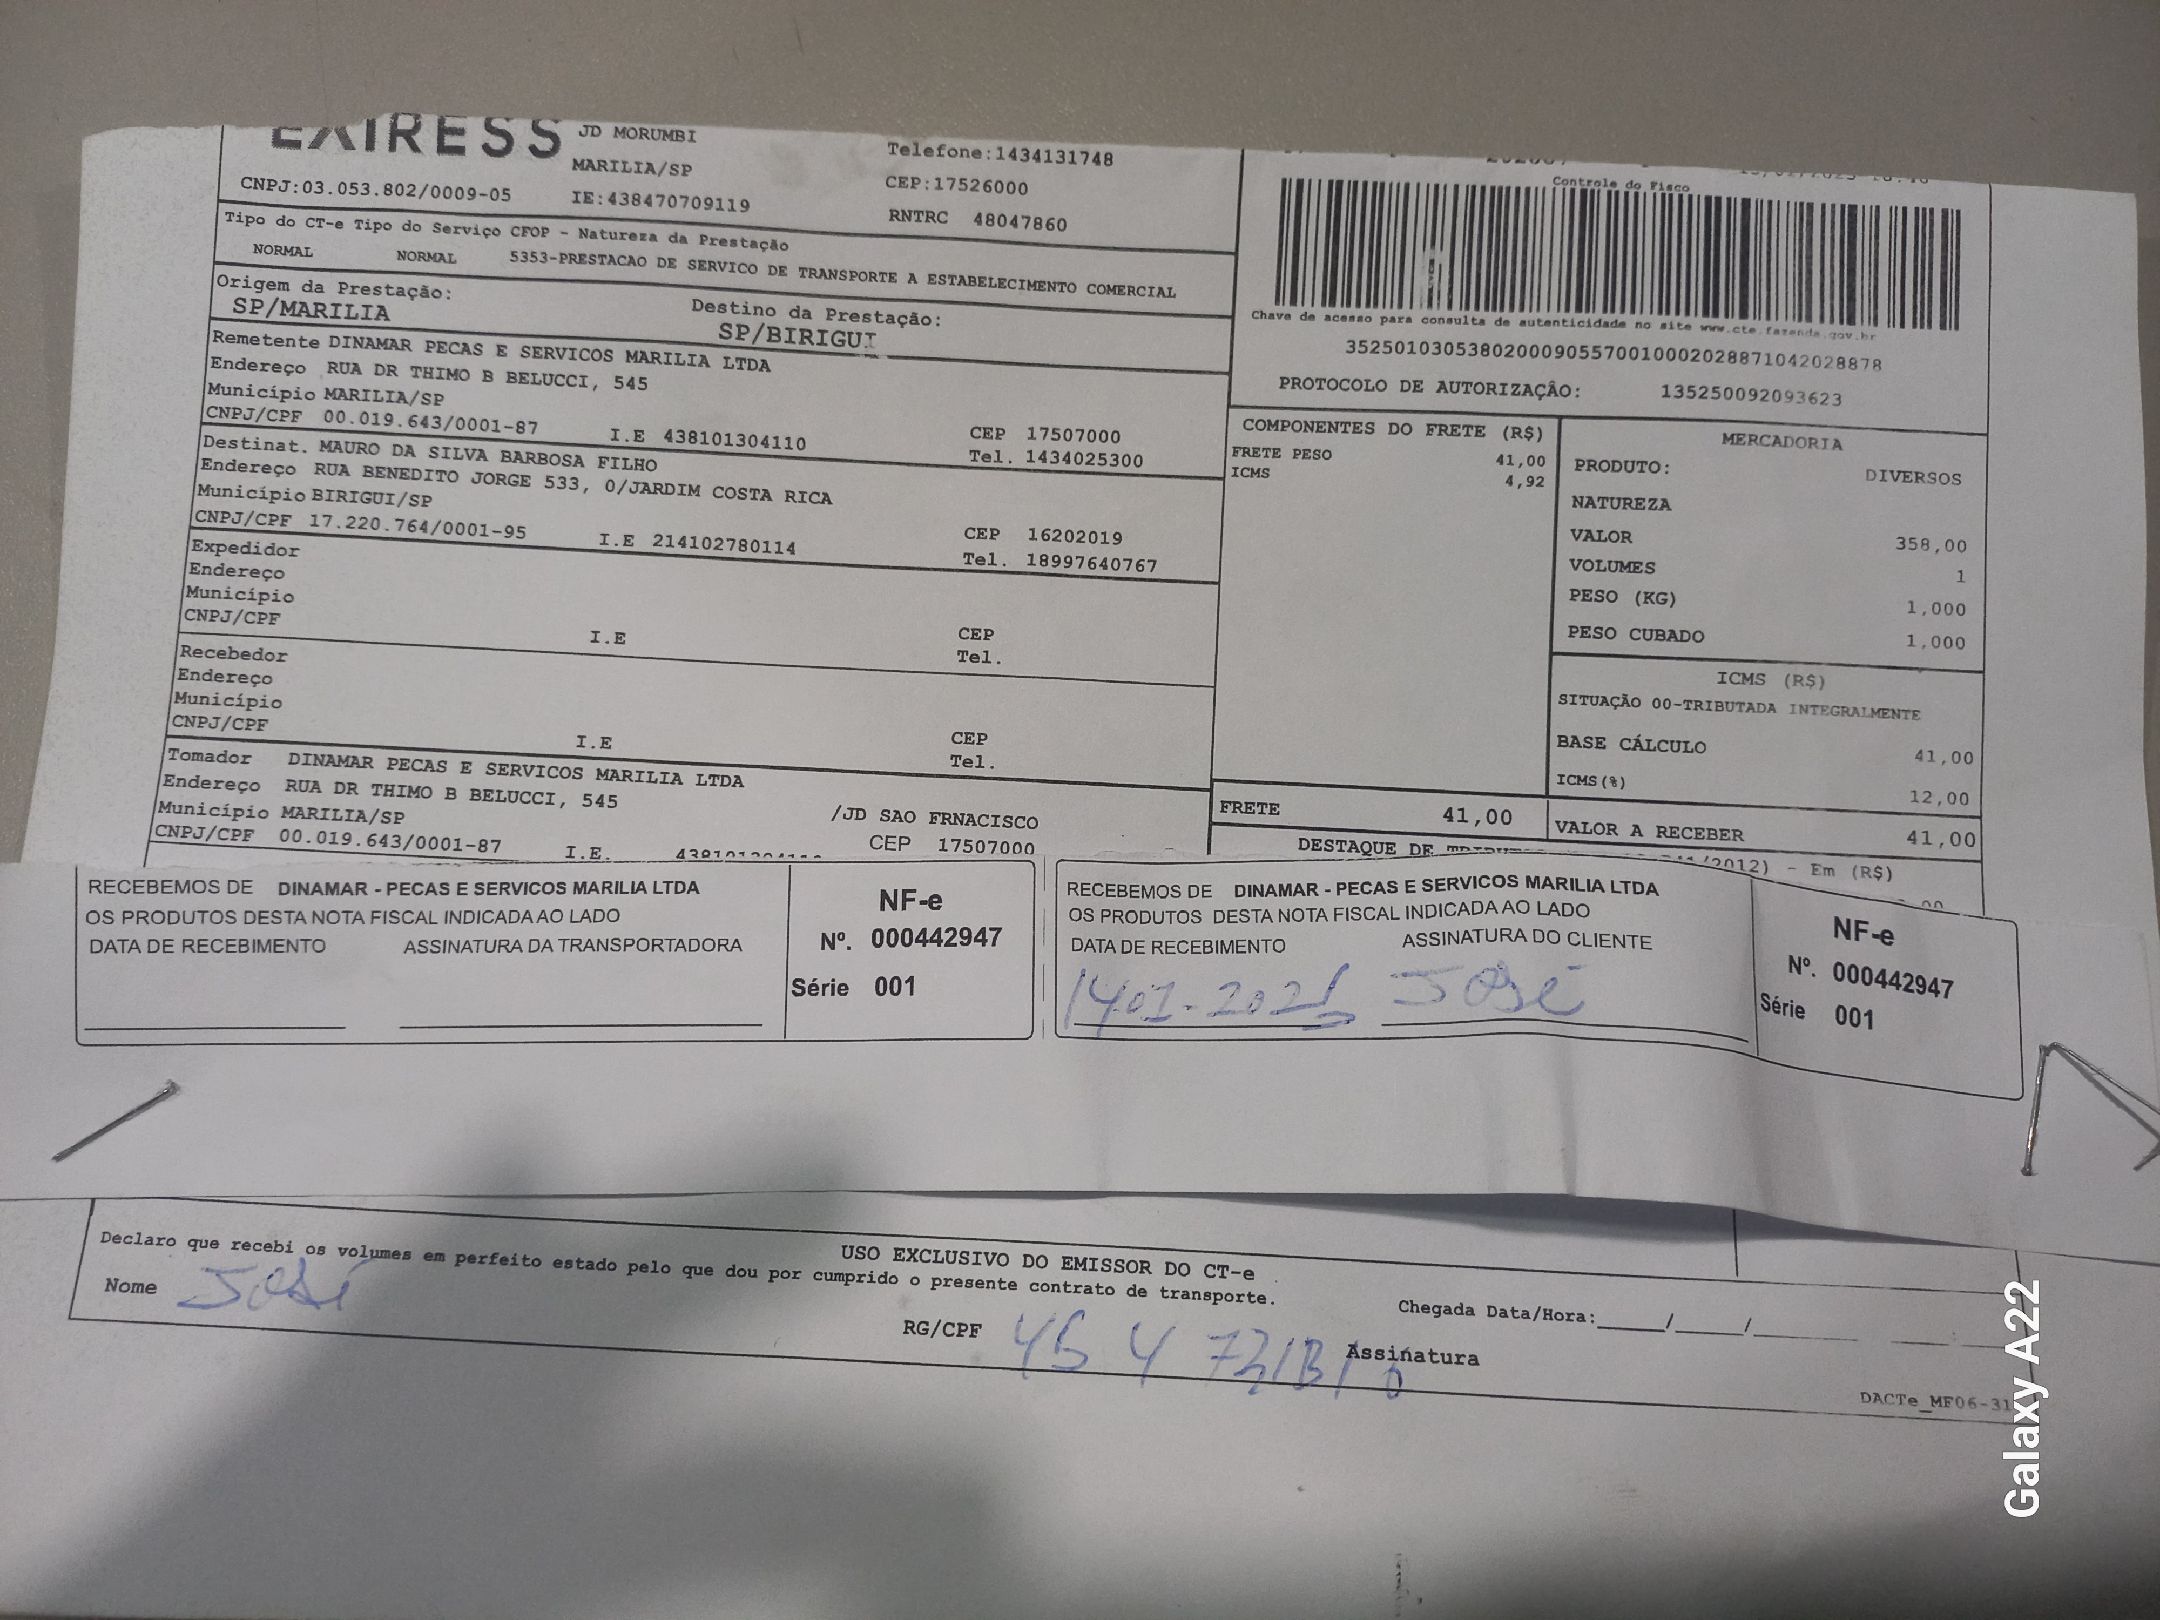 JD MORUMBI
MARILIA/SP
CNPJ:03.053.802/0009-05 IE:438470709119
Telefone:1434131748
CEP:17526000
RNTRC 48047860
Controle do Fisco
Chave de acesso para consulta de autenticidade no site www.cte.fazenda.gov.br
35250103053802000905570010002028871042028878
PROTOCOLO DE AUTORIZAÇÃO: 135250092093623
Tipo do CT-e Tipo do Serviço CFOP - Natureza da Prestação
NORMAL NORMAL 5353-PRESTACAO DE SERVICO DE TRANSPORTE A ESTABELECIMENTO COMERCIAL
Origem da Prestação: Destino da Prestação:
SP/MARILIA SP/BIRIGUI
Remetente DINAMAR PECAS E SERVICOS MARILIA LTDA
Endereço RUA DR THIMO B BELUCCI, 545
Município MARILIA/SP CEP 17507000
CNPJ/CPF 00.019.643/0001-87 I.E 438101304110 Tel. 1434025300
Destinat. MAURO DA SILVA BARBOSA FILHO
Endereço RUA BENEDITO JORGE 533, 0/JARDIM COSTA RICA
Município BIRIGUI/SP CEP 16202019
CNPJ/CPF 17.220.764/0001-95 I.E 214102780114 Tel. 18997640767
Expedidor
Endereço
Município CEP
CNPJ/CPF I.E Tel.
Recebedor
Endereço
Município CEP
CNPJ/CPF I.E Tel.
Tomador DINAMAR PECAS E SERVICOS MARILIA LTDA
Endereço RUA DR THIMO B BELUCCI, 545 /JD SAO FRNACISCO
Município MARILIA/SP CEP 17507000
CNPJ/CPF 00.019.643/0001-87 I.E.
COMPONENTES DO FRETE (R$)
FRETE PESO 41,00
ICMS 4,92
FRETE 41,00
MERCADORIA
PRODUTO: DIVERSOS
NATUREZA
VALOR 358,00
VOLUMES 1
PESO (KG) 1,000
PESO CUBADO 1,000
ICMS (R$)
SITUAÇÃO 00-TRIBUTADA INTEGRALMENTE
BASE CÁLCULO 41,00
ICMS(%) 12,00
VALOR A RECEBER 41,00
DESTAQUE DE /2012) - Em (R$)
RECEBEMOS DE DINAMAR - PECAS E SERVICOS MARILIA LTDA
OS PRODUTOS DESTA NOTA FISCAL INDICADA AO LADO
DATA DE RECEBIMENTO ASSINATURA DA TRANSPORTADORA
NF-e
Nº. 000442947
Série 001
RECEBEMOS DE DINAMAR - PECAS E SERVICOS MARILIA LTDA
OS PRODUTOS DESTA NOTA FISCAL INDICADA AO LADO
DATA DE RECEBIMENTO ASSINATURA DO CLIENTE
José
NF-e
Nº. 000442947
Série 001
USO EXCLUSIVO DO EMISSOR DO CT-e
Declaro que recebi os volumes em perfeito estado pelo que dou por cumprido o presente contrato de transporte.
Nome José
RG/CPF
Chegada Data/Hora:_____/_____/_____
Assinatura
DACTe_MF06-31
Galaxy A22